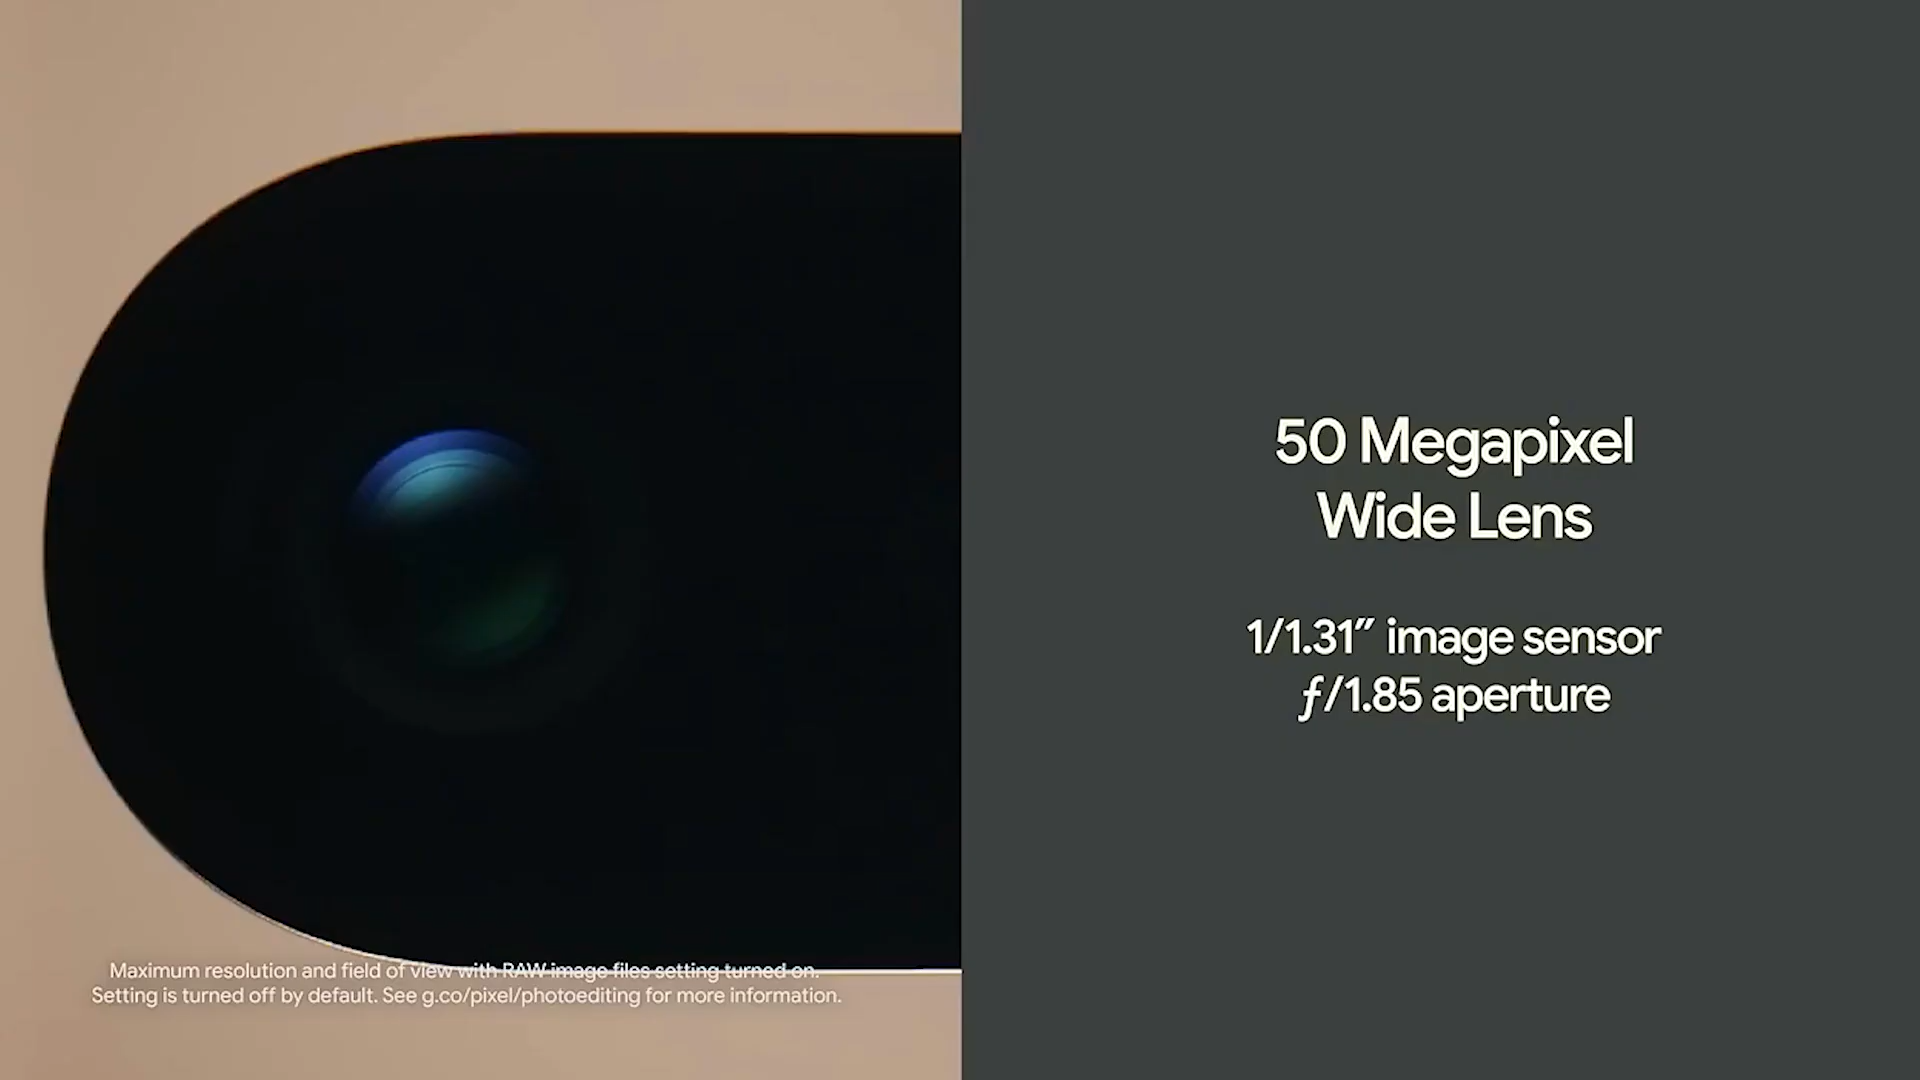 50 Megapixel
Wide Lens
1/1.31″ image sensor
ƒ/1.85 aperture
Maximum resolution and field of view with RAW image files setting turned on.
Setting is turned off by default. See g.co/pixel/photoediting for more information.